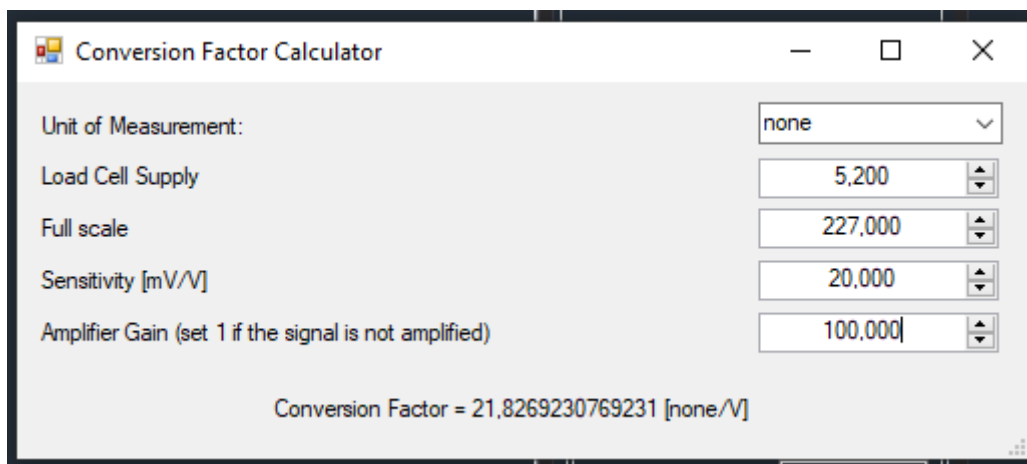 Conversion Factor Calculator
Unit of Measurement: none
Load Cell Supply 5,200
Full scale 227,000
Sensitivity [mV/V] 20,000
Amplifier Gain (set 1 if the signal is not amplified) 100,000
Conversion Factor = 21,8269230769231 [none/V]